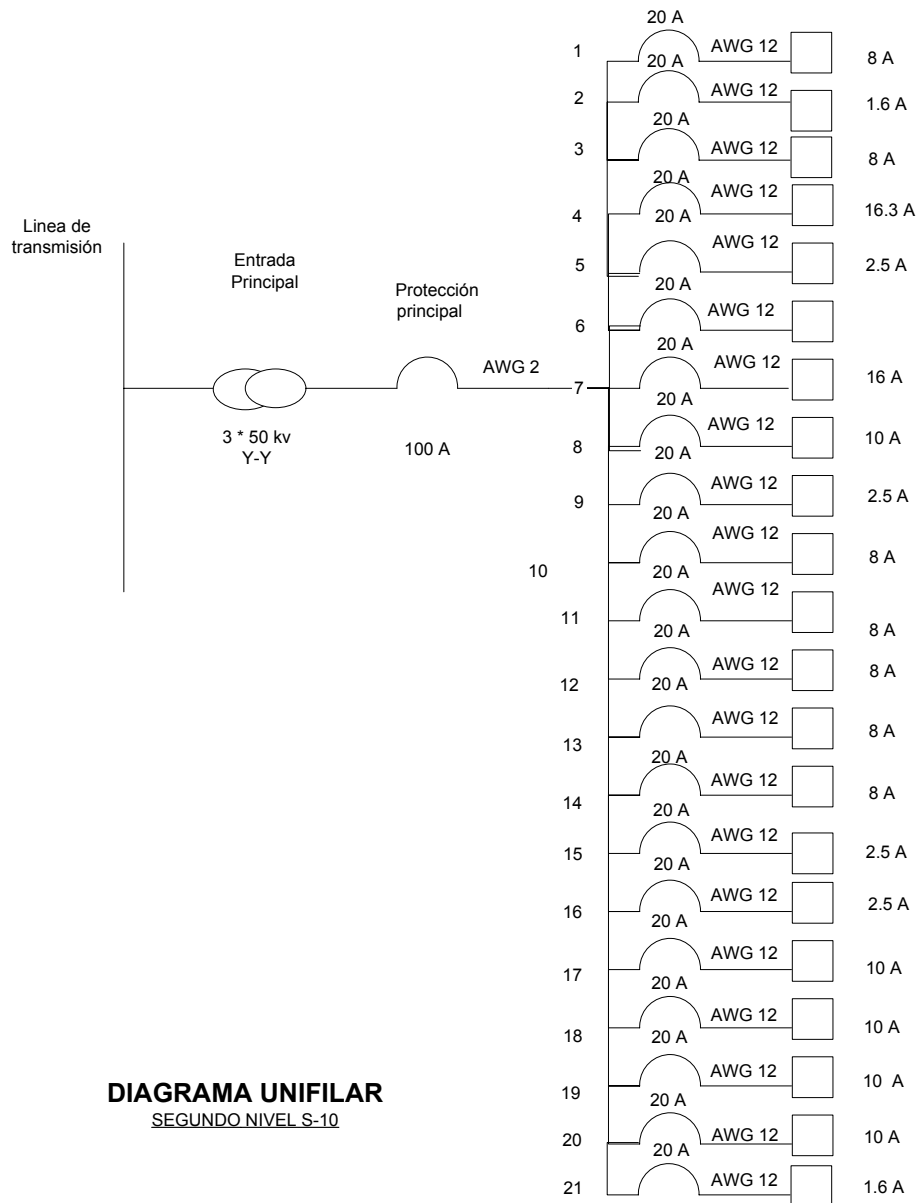 20 A
1 AWG 12 8 A
20 A
2 AWG 12 1.6 A
20 A
3 AWG 12 8 A
20 A
4 AWG 12 16.3 A
20 A
5 AWG 12 2.5 A
20 A
6 AWG 12
20 A
7 AWG 12 16 A
20 A
8 AWG 12 10 A
20 A
9 AWG 12 2.5 A
20 A
10 AWG 12 8 A
20 A
11 AWG 12 8 A
20 A
12 AWG 12 8 A
20 A
13 AWG 12 8 A
20 A
14 AWG 12 8 A
20 A
15 AWG 12 2.5 A
20 A
16 AWG 12 2.5 A
20 A
17 AWG 12 10 A
20 A
18 AWG 12 10 A
20 A
19 AWG 12 10 A
20 A
20 AWG 12 10 A
20 A
21 AWG 12 1.6 A
Linea de
transmisión
Entrada
Principal
3 * 50 kv
Y-Y
Protección
principal
100 A
AWG 2
DIAGRAMA UNIFILAR
SEGUNDO NIVEL S-10